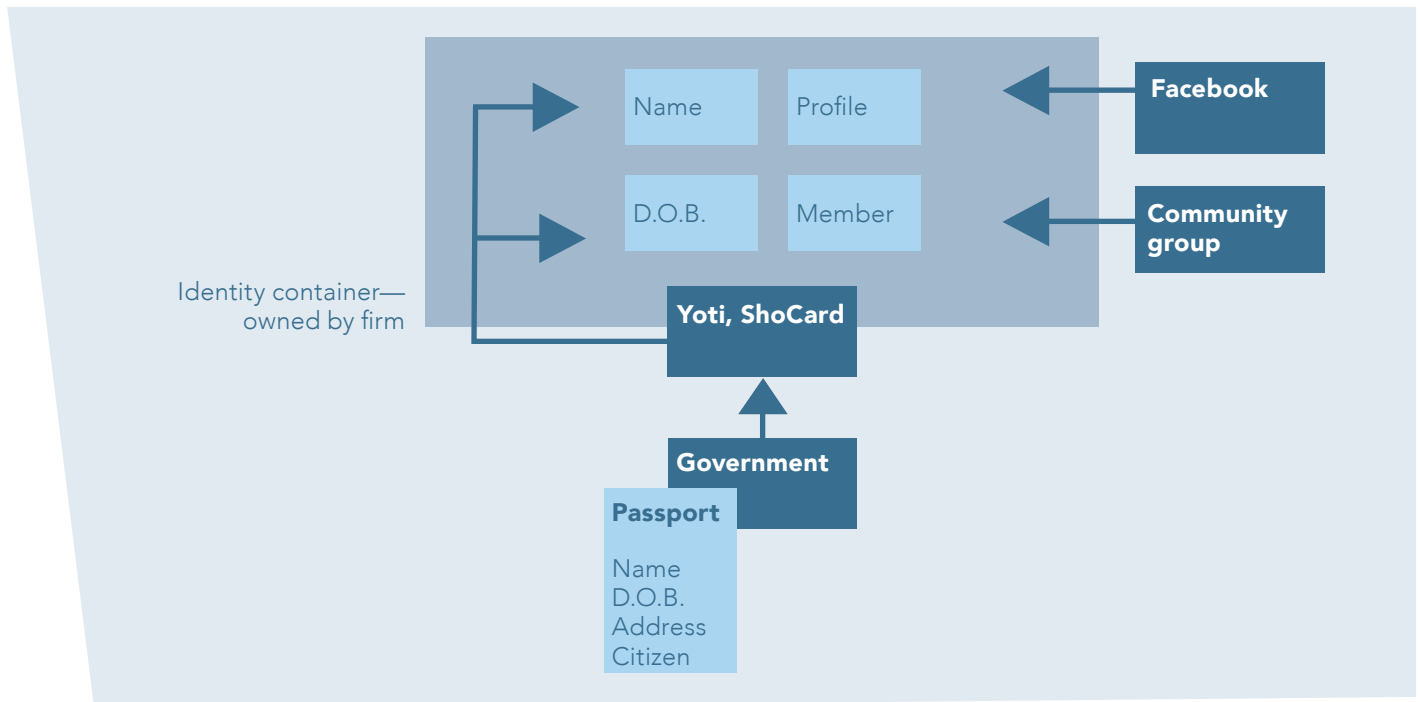 Name
Profile
Facebook
D.O.B.
Member
Community
group
Identity container—
owned by firm
Yoti, ShoCard
Government
Passport
Name
D.O.B.
Address
Citizen